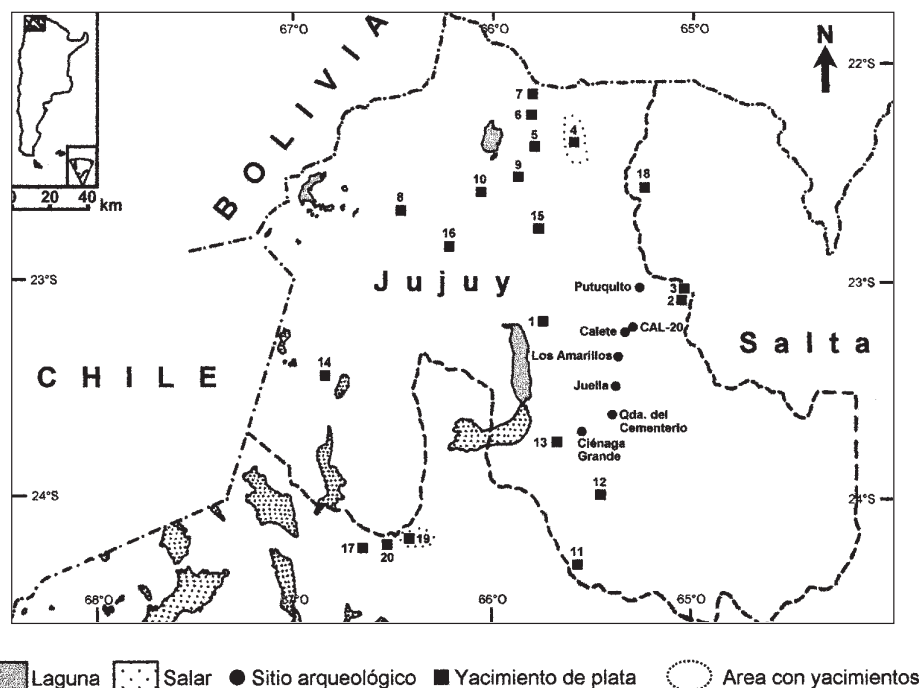 67°O
66°O
65°O
N
22°S
BOLIVIA
7
6
5
4
9
10
18
8
15
16
0 20 40 km
23°S
Jujuy
Putuquito
3
2
23°S
1
CAL-20
Calete
Los Amarillos
Salta
CHILE
14
Juella
Qda. del
Cementerio
13
Ciénaga
Grande
12
24°S
24°S
17
20
19
11
68°O
7°O
66°O
65°O
Laguna Salar Sitio arqueológico Yacimiento de plata Area con yacimientos